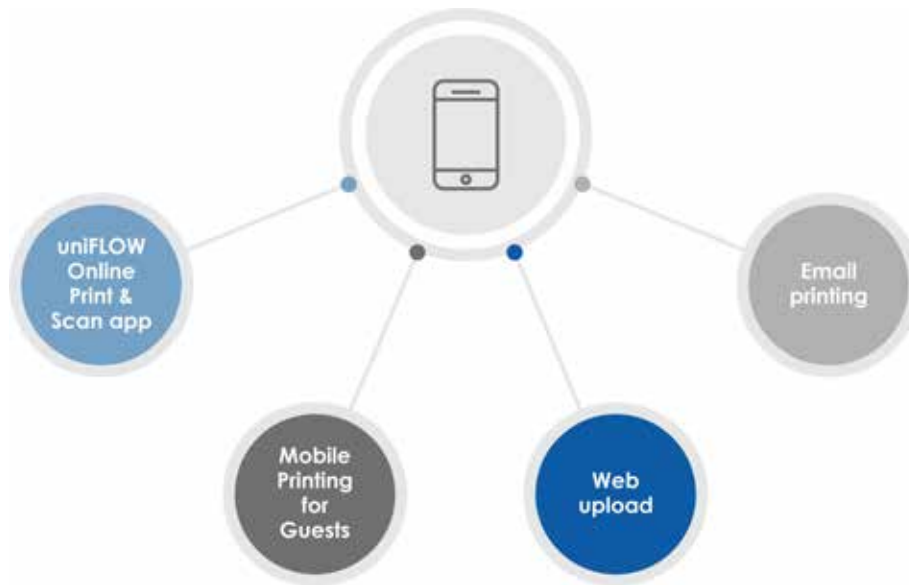 uniFLOW
Online
Print &
Scan app
Mobile
Printing
for
Guests
Web
upload
Email
printing